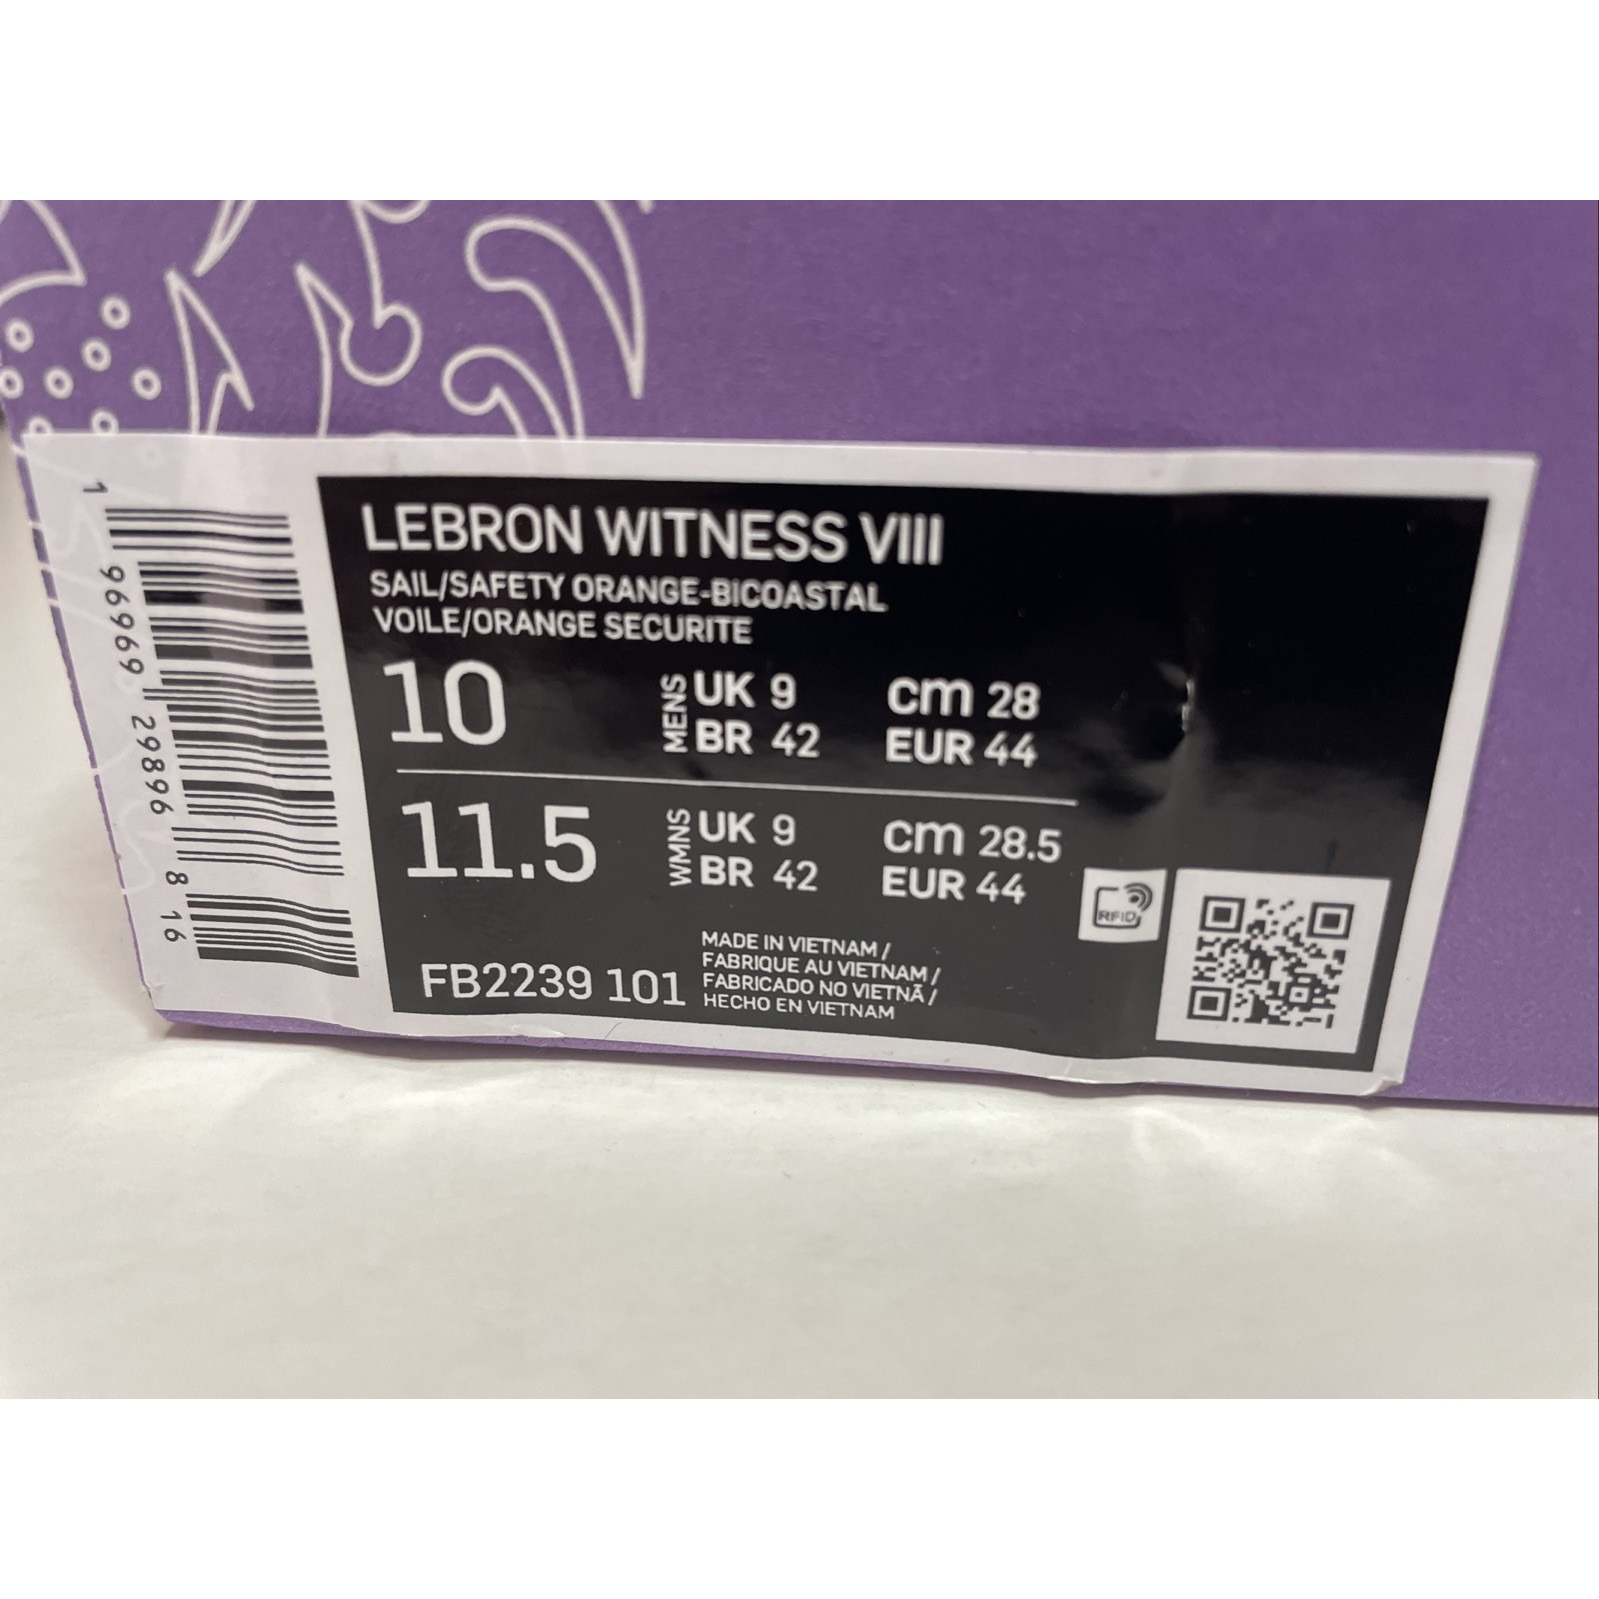 LEBRON WITNESS VIII
SAIL/SAFETY ORANGE-BICOASTAL
VOILE/ORANGE SECURITE
10 MENS UK 9 cm 28
BR 42 EUR 44
11.5 WMNS UK 9 cm 28.5
BR 42 EUR 44
FB2239 101
MADE IN VIETNAM /
FABRIQUE AU VIETNAM /
FABRICADO NO VIETNÃ /
HECHO EN VIETNAM
RFID
1 96969 29896 8 16